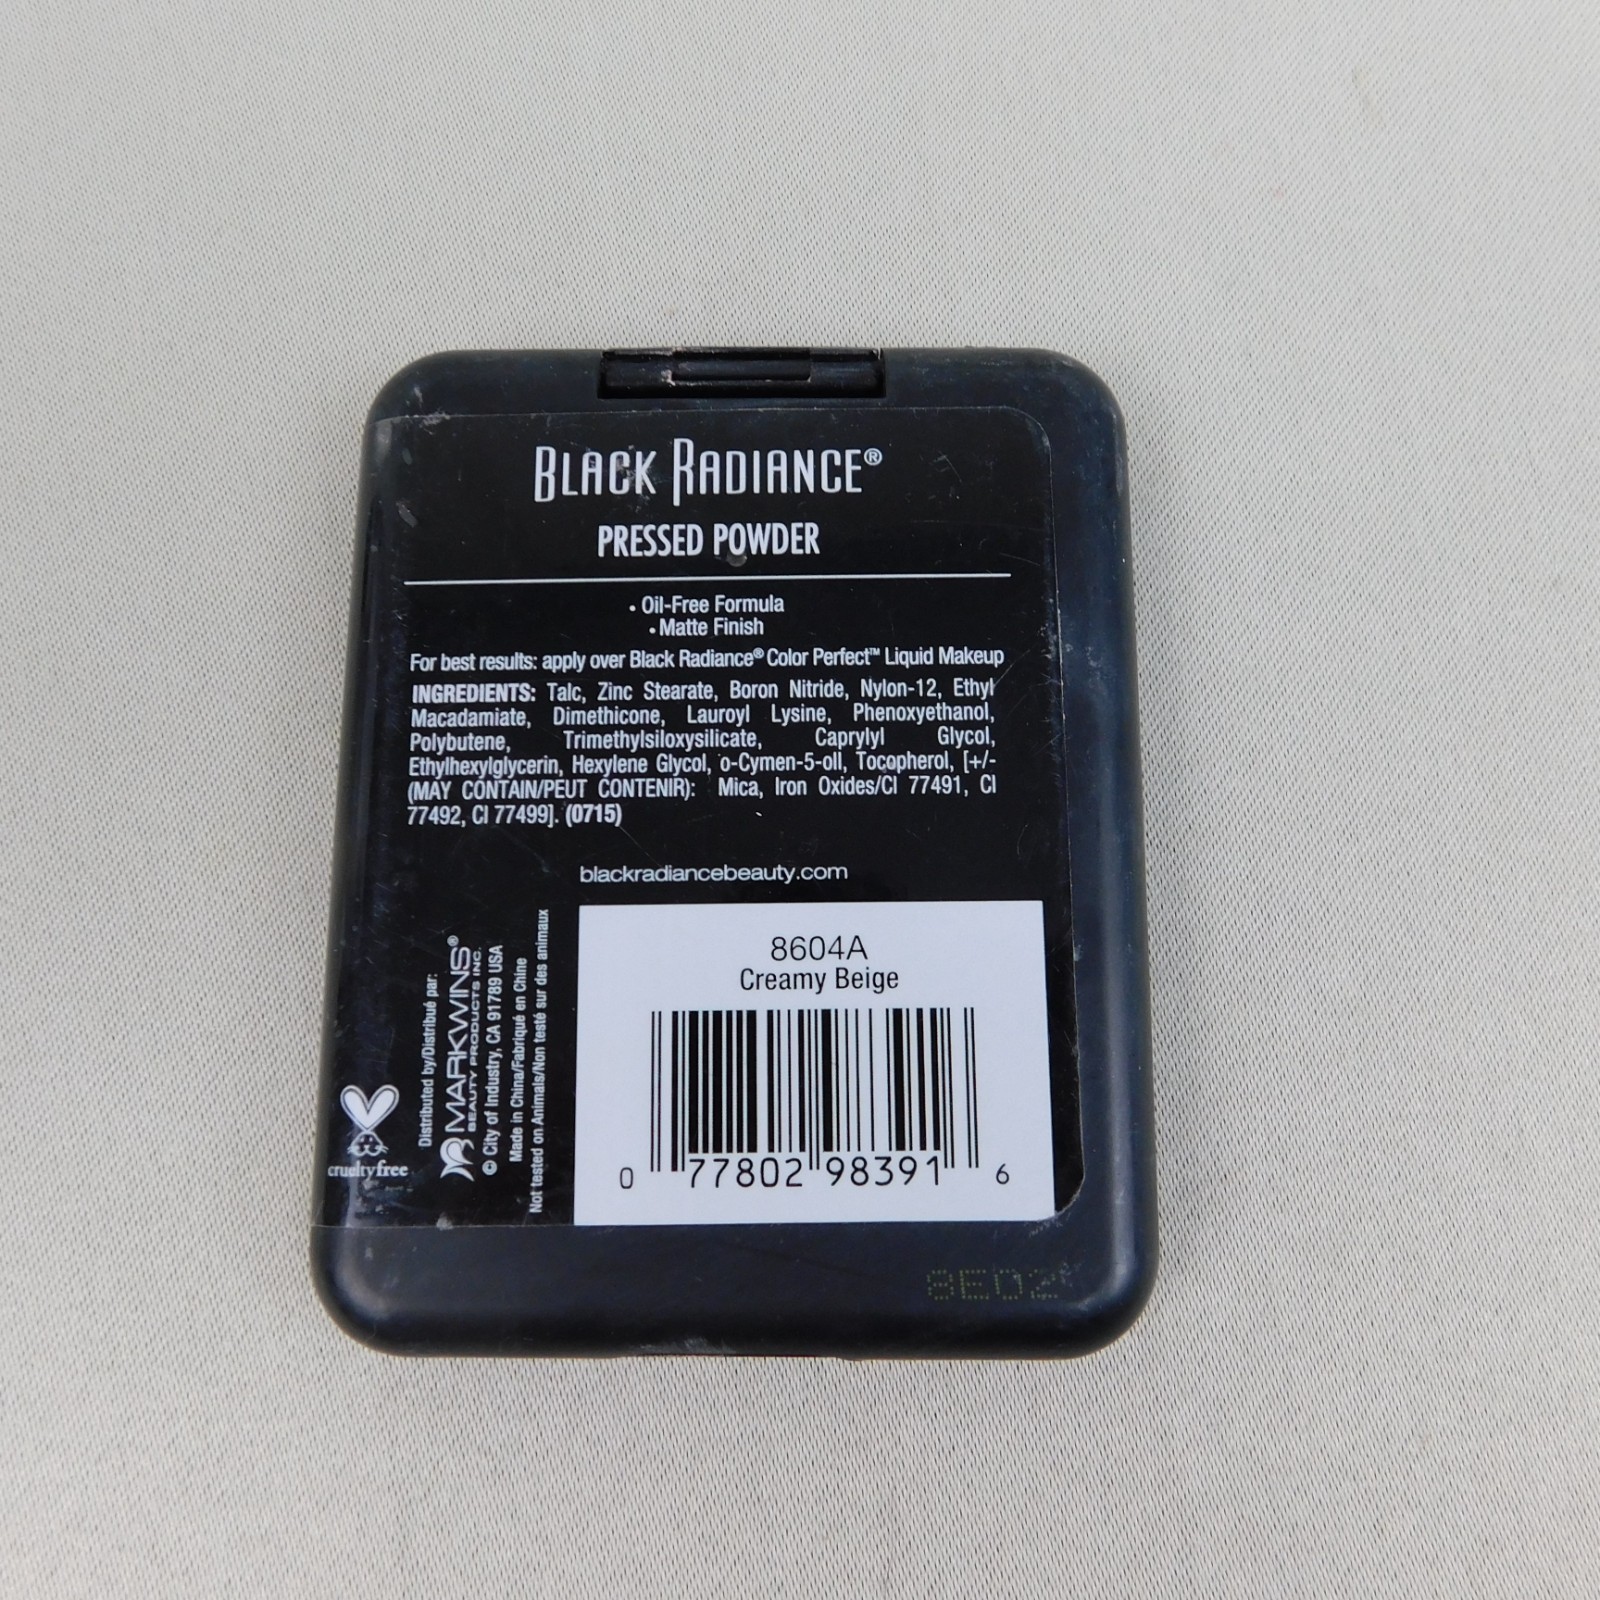 BLACK RADIANCE®
PRESSED POWDER
• Oil-Free Formula
• Matte Finish
For best results: apply over Black Radiance® Color Perfect™ Liquid Makeup
INGREDIENTS: Talc, Zinc Stearate, Boron Nitride, Nylon-12, Ethyl
Macadamiate, Dimethicone, Lauroyl Lysine, Phenoxyethanol,
Polybutene, Trimethylsiloxysilicate, Caprylyl Glycol,
Ethylhexylglycerin, Hexylene Glycol, o-Cymen-5-oll, Tocopherol, [+/-
(MAY CONTAIN/PEUT CONTENIR): Mica, Iron Oxides/CI 77491, CI
77492, CI 77499]. (0715)
blackradiancebeauty.com
crueltyfree
Distributed by/Distribué par:
MARKWINS®
BEAUTY PRODUCTS INC.
© City of Industry, CA 91789 USA
Made in China/Fabriqué en Chine
Not tested on Animals/Non testé sur des animaux
8604A
Creamy Beige
0 77802 98391 6
8E02